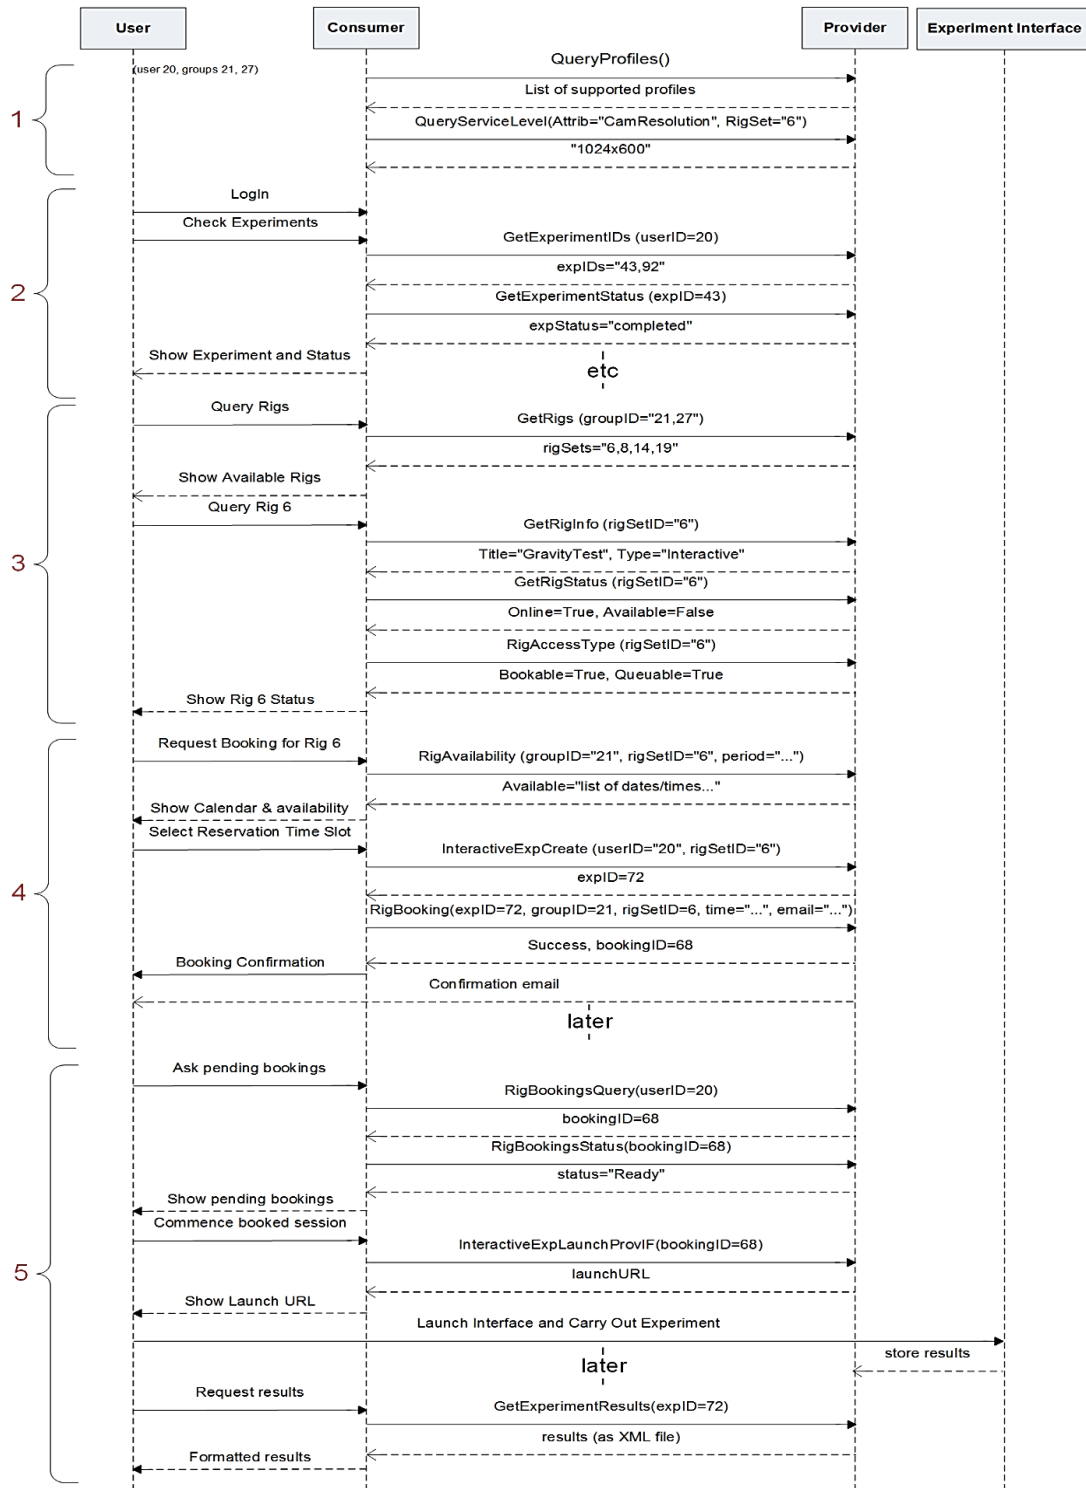 User
Consumer
Provider
Experiment Interface
(user 20, groups 21, 27)
1
QueryProfiles()
List of supported profiles
QueryServiceLevel(Attrib="CamResolution", RigSet="6")
"1024x600"
2
LogIn
Check Experiments
GetExperimentIDs (userID=20)
expIDs="43,92"
GetExperimentStatus (expID=43)
expStatus="completed"
Show Experiment and Status
etc
3
Query Rigs
GetRigs (groupID="21,27")
rigSets="6,8,14,19"
Show Available Rigs
Query Rig 6
GetRigInfo (rigSetID="6")
Title="GravityTest", Type="Interactive"
GetRigStatus (rigSetID="6")
Online=True, Available=False
RigAccessType (rigSetID="6")
Bookable=True, Queuable=True
Show Rig 6 Status
4
Request Booking for Rig 6
RigAvailability (groupID="21", rigSetID="6", period="...")
Available="list of dates/times..."
Show Calendar & availability
Select Reservation Time Slot
InteractiveExpCreate (userID="20", rigSetID="6")
expID=72
RigBooking(expID=72, groupID=21, rigSetID=6, time="...", email="...")
Success, bookingID=68
Booking Confirmation
Confirmation email
later
5
Ask pending bookings
RigBookingsQuery(userID=20)
bookingID=68
RigBookingsStatus(bookingID=68)
status="Ready"
Show pending bookings
Commence booked session
InteractiveExpLaunchProvIF(bookingID=68)
launchURL
Show Launch URL
Launch Interface and Carry Out Experiment
store results
later
Request results
GetExperimentResults(expID=72)
results (as XML file)
Formatted results